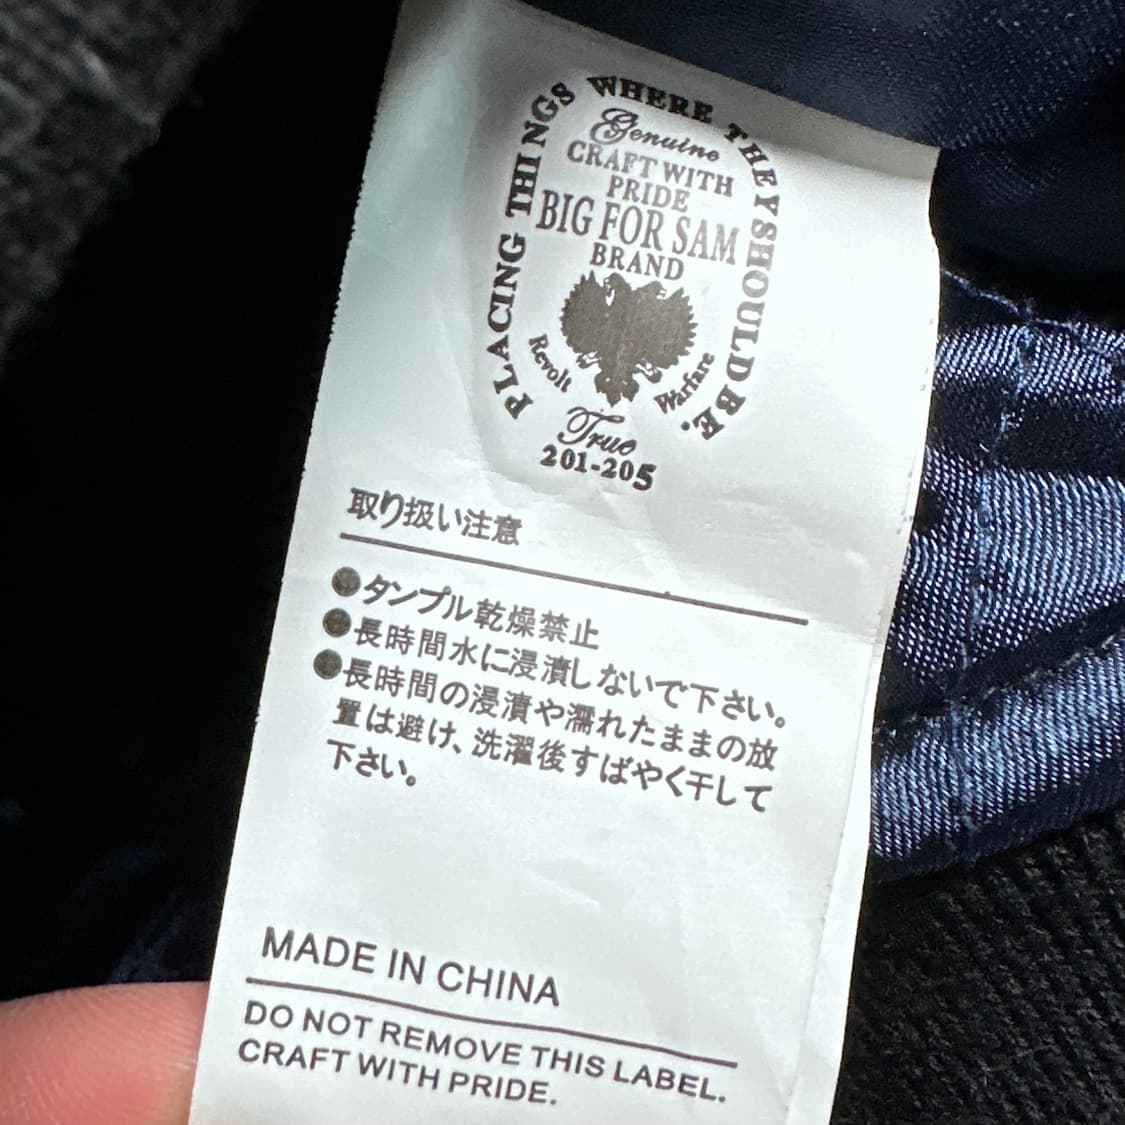 PLACING THINGS WHERE THEY SHOULD BE.
Genuine
CRAFT WITH
PRIDE
BIG FOR SAM
BRAND
Revolt
Warfare
True
201-205
取り扱い注意
●タンプル乾燥禁止
●長時間水に浸漬しないで下さい。
●長時間の浸漬や濡れたままの放
置は避け、洗濯後すばやく干して
下さい。
MADE IN CHINA
DO NOT REMOVE THIS LABEL.
CRAFT WITH PRIDE.